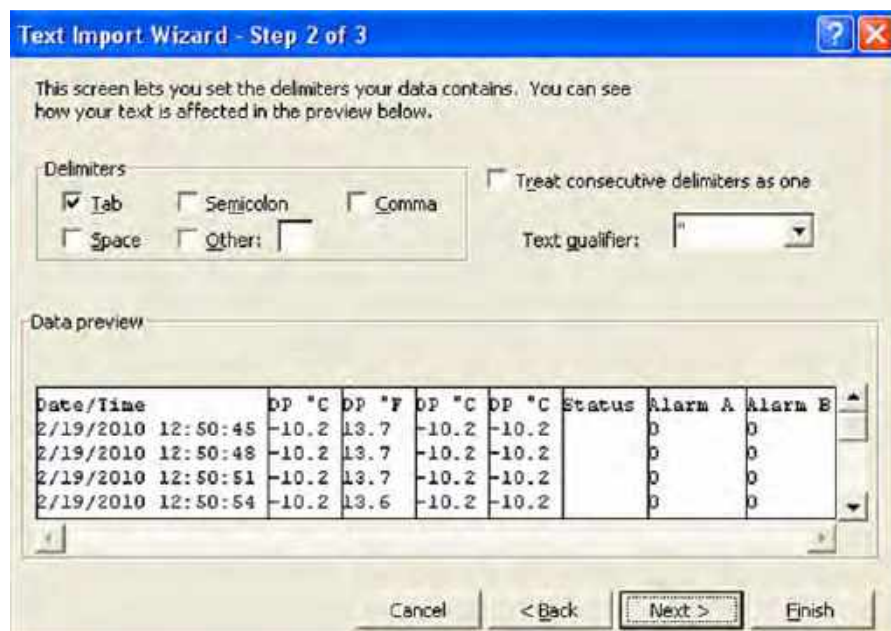 Text Import Wizard - Step 2 of 3
This screen lets you set the delimiters your data contains. You can see
how your text is affected in the preview below.
Delimiters
Tab Semicolon Comma
Space Other:
Treat consecutive delimiters as one
Text qualifier: "
Data preview
Date/Time DP °C DP °F DP °C DP °C Status Alarm A Alarm B
2/19/2010 12:50:45 -10.2 13.7 -10.2 -10.2 0 0
2/19/2010 12:50:48 -10.2 13.7 -10.2 -10.2 0 0
2/19/2010 12:50:51 -10.2 13.7 -10.2 -10.2 0 0
2/19/2010 12:50:54 -10.2 13.6 -10.2 -10.2 0 0
Cancel < Back Next > Finish